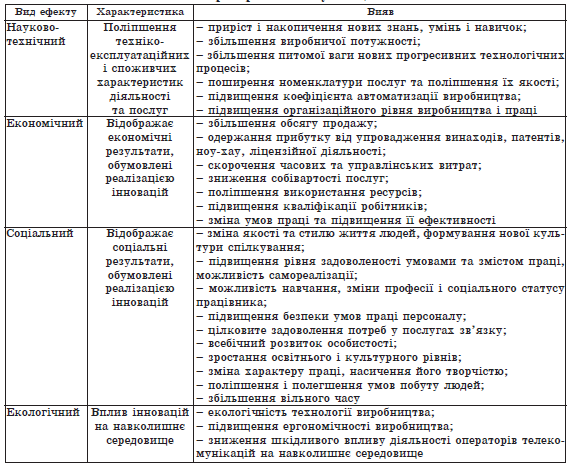 Вид ефекту Характеристика Вияв
Науково-технічний
Поліпшення
техніко-
експлуатаційних
і споживчих
характеристик
діяльності
та послуг
– приріст і накопичення нових знань, умінь і навичок;
– збільшення виробничої потужності;
– збільшення питомої ваги нових прогресивних технологічних
процесів;
– поширення номенклатури послуг та поліпшення їх якості;
– підвищення коефіцієнта автоматизації виробництва;
– підвищення організаційного рівня виробництва і праці
Економічний
Відображає
економічні
результати,
обумовлені
реалізацією
інновацій
– збільшення обсягу продажу;
– одержання прибутку від упровадження винаходів, патентів,
ноу-хау, ліцензійної діяльності;
– скорочення часових та управлінських витрат;
– зниження собівартості послуг;
– поліпшення використання ресурсів;
– підвищення кваліфікації робітників;
– зміна умов праці та підвищення її ефективності
Соціальний
Відображає
соціальні
результати,
обумовлені
реалізацією
інновацій
– зміна якості та стилю життя людей, формування нової куль-
тури спілкування;
– підвищення рівня задоволеності умовами та змістом праці,
можливість самореалізації;
– можливість навчання, зміни професії і соціального статусу
працівника;
– підвищення безпеки умов праці персоналу;
– цілковите задоволення потреб у послугах зв’язку;
– всебічний розвиток особистості;
– зростання освітнього і культурного рівнів;
– зміна характеру праці, насичення його творчістю;
– поліпшення і полегшення умов побуту людей;
– збільшення вільного часу
Екологічний
Вплив інновацій
на навколишнє
середовище
– екологічність технології виробництва;
– підвищення ергономічності виробництва;
– зниження шкідливого впливу діяльності операторів телеко-
мунікацій на навколишнє середовище